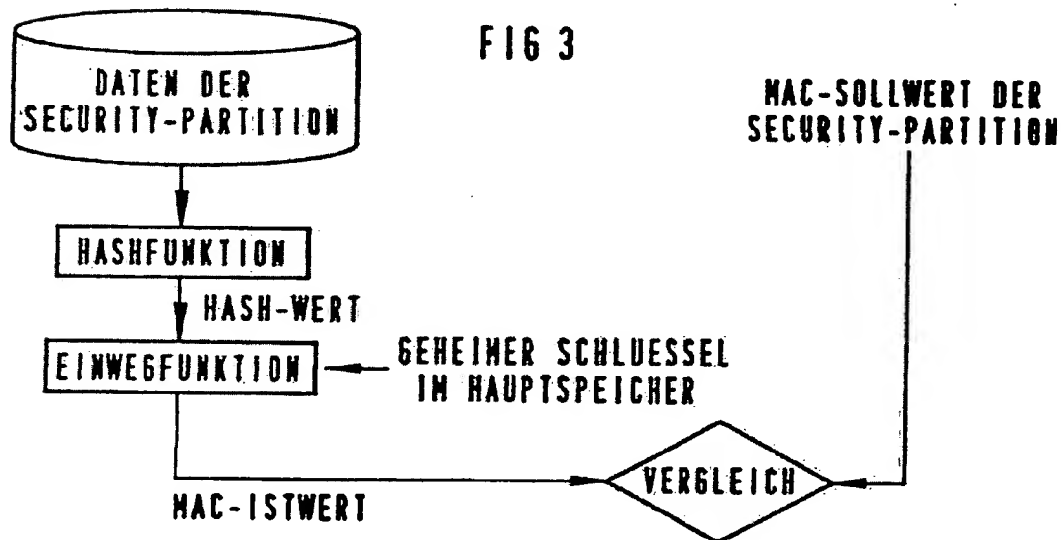 FIG 3
DATEN DER
SECURITY-PARTITION
MAC-SOLLWERT DER
SECURITY-PARTITION
HASHFUNKTION
HASH-WERT
EINWEGFUNKTION
GEHEIMER SCHLUESSEL
IM HAUPTSPEICHER
VERGLEICH
MAC-ISTWERT